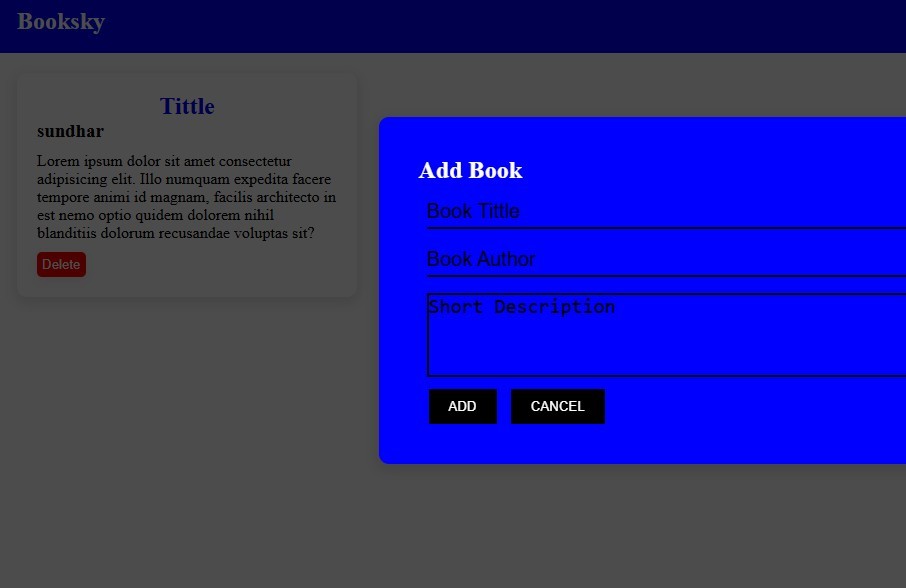 Booksky
Tittle
sundhar
Lorem ipsum dolor sit amet consectetur
adipisicing elit. Illo numquam expedita facere
tempore animi id magnam, facilis architecto in
est nemo optio quidem dolorem nihil
blanditiis dolorum recusandae voluptas sit?
Delete
Add Book
Book Tittle
Book Author
Short Description
ADD CANCEL